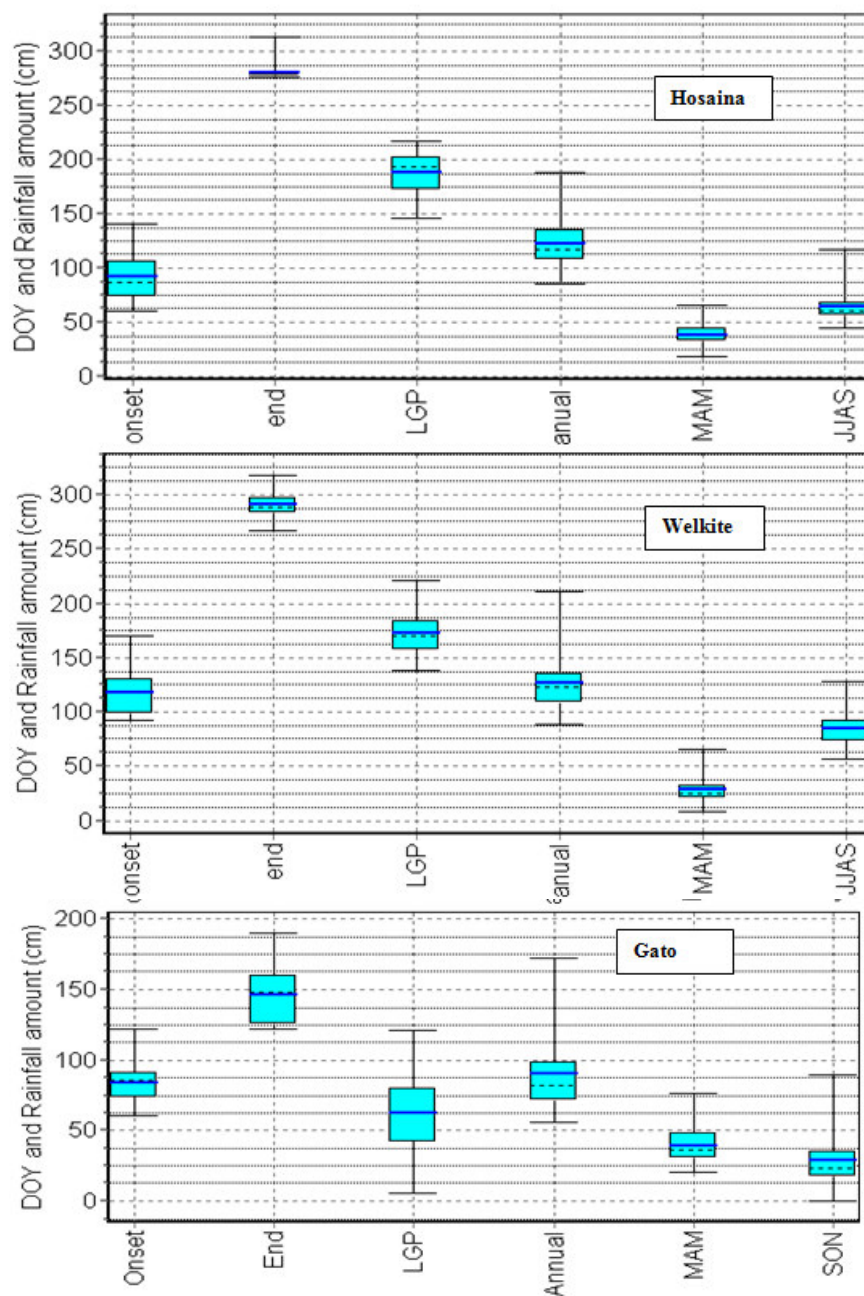 DOY and Rainfall amount (cm)
300
250
200
150
100
50
0
Hosaina
onset
end
LGP
anual
MAM
JJAS
DOY and Rainfall amount (cm)
300
250
200
150
100
50
0
Welkite
onset
end
LGP
anual
MAM
JJAS
DOY and Rainfall amount (cm)
200
150
100
50
0
Gato
Onset
End
LGP
Annual
MAM
SON